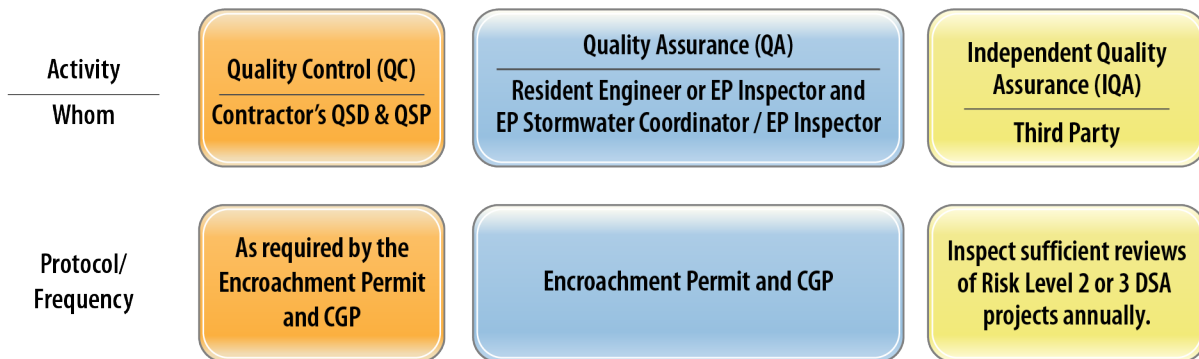 Activity
Whom
Quality Control (QC)
Contractor’s QSD & QSP
Quality Assurance (QA)
Resident Engineer or EP Inspector and
EP Stormwater Coordinator / EP Inspector
Independent Quality
Assurance (IQA)
Third Party
Protocol/
Frequency
As required by the
Encroachment Permit
and CGP
Encroachment Permit and CGP
Inspect sufficient reviews
of Risk Level 2 or 3 DSA
projects annually.